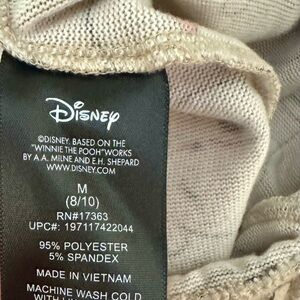 Disney
©DISNEY. BASED ON THE
"WINNIE THE POOH" WORKS
BY A.A. MILNE AND E.H. SHEPARD
WWW.DISNEY.COM
M
(8/10)
RN#17363
UPC#: 197117422044
95% POLYESTER
5% SPANDEX
MADE IN VIETNAM
MACHINE WASH COLD